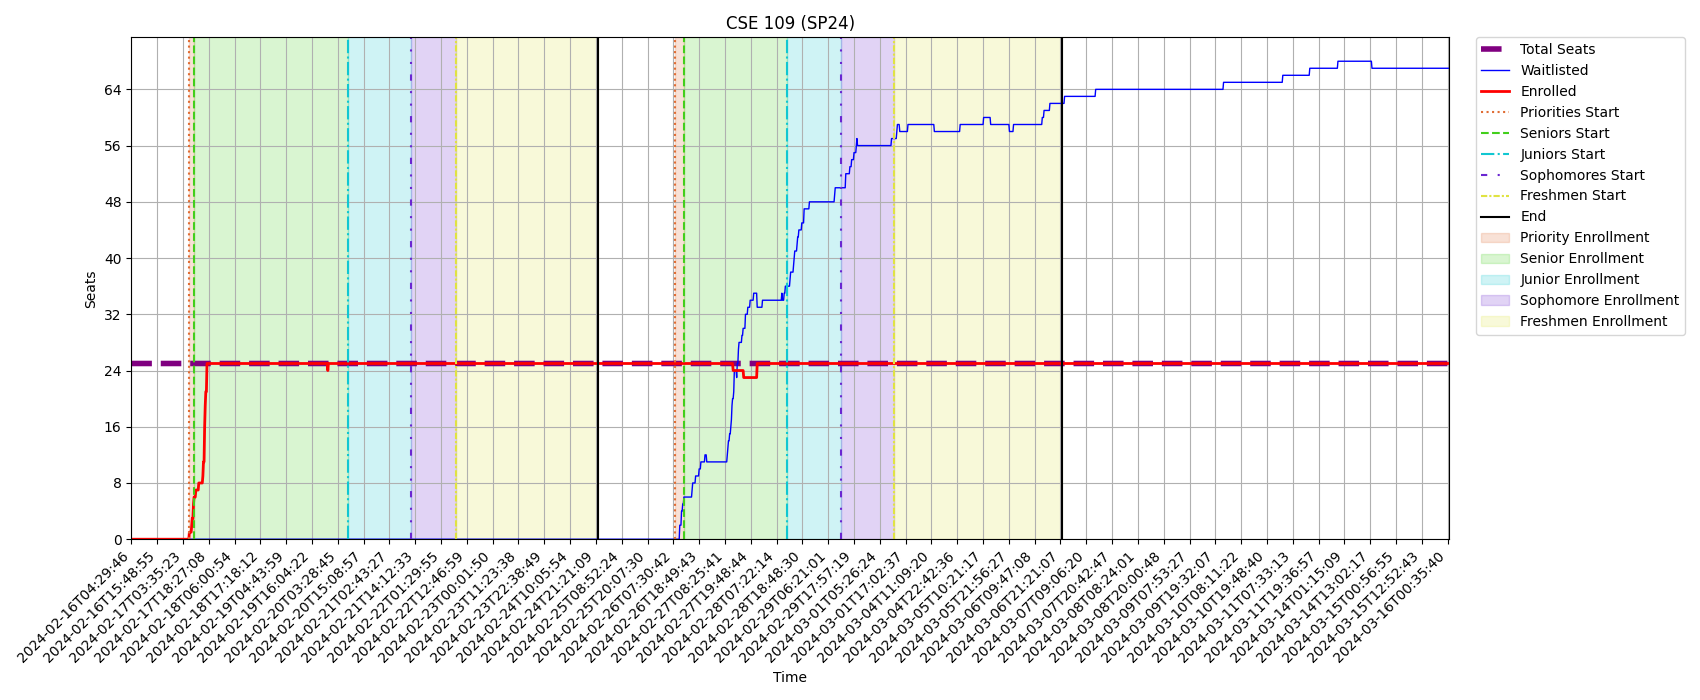 CSE 109 (SP24)
Total Seats
Waitlisted
Enrolled
Priorities Start
Seniors Start
Juniors Start
Sophomores Start
Freshmen Start
End
Priority Enrollment
Senior Enrollment
Junior Enrollment
Sophomore Enrollment
Freshmen Enrollment
Seats
64
56
48
40
32
24
16
8
0
2024-02-16T04:29:46
2024-02-16T15:48:55
2024-02-17T03:35:23
2024-02-17T18:27:08
2024-02-18T06:00:54
2024-02-18T17:18:12
2024-02-19T04:43:59
2024-02-19T16:04:22
2024-02-20T03:28:45
2024-02-20T15:08:57
2024-02-21T02:43:27
2024-02-21T14:12:33
2024-02-22T01:29:55
2024-02-22T12:46:59
2024-02-23T00:01:50
2024-02-23T11:23:38
2024-02-23T22:38:49
2024-02-24T10:05:54
2024-02-24T21:21:09
2024-02-25T08:52:24
2024-02-25T20:07:30
2024-02-26T07:30:42
2024-02-26T18:49:43
2024-02-27T08:25:41
2024-02-27T19:48:44
2024-02-28T07:22:14
2024-02-28T18:48:30
2024-02-29T06:21:01
2024-02-29T17:57:19
2024-03-01T05:26:24
2024-03-01T17:02:37
2024-03-04T11:09:20
2024-03-04T22:42:36
2024-03-05T10:21:17
2024-03-05T21:56:27
2024-03-06T09:47:08
2024-03-06T21:21:07
2024-03-07T09:06:20
2024-03-07T20:42:47
2024-03-08T08:24:01
2024-03-08T20:00:48
2024-03-09T07:53:27
2024-03-09T19:32:07
2024-03-10T08:11:22
2024-03-10T19:48:40
2024-03-11T07:33:13
2024-03-11T19:36:57
2024-03-14T01:15:09
2024-03-14T13:02:17
2024-03-15T00:56:55
2024-03-15T12:52:43
2024-03-16T00:35:40
Time